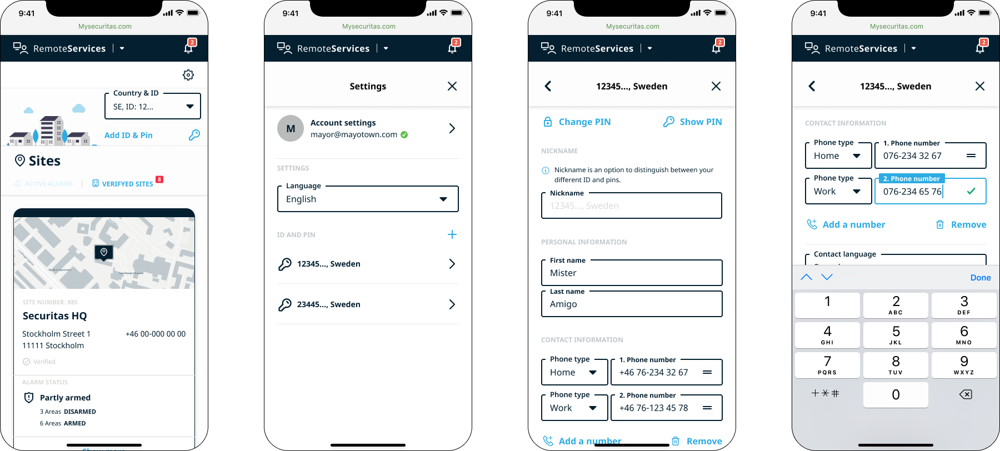 9:41
Mysecuritas.com
RemoteServices
2
Country & ID
SE, ID: 12...
Add ID & Pin
Sites
ACTIVE ALARMS
VERIFYED SITES
8
Sky Hotel Apartments
Sankt George's Hospital
SITE NUMBER: 885
Securitas HQ
Stockholm Street 1 +46 00-000 00 00
11111 Stockholm
Verified
ALARM STATUS
Partly armed
3 Areas DISARMED
6 Areas ARMED
Show more
9:41
Mysecuritas.com
RemoteServices
2
Settings
M
Account settings
mayor@mayotown.com
SETTINGS
Language
English
ID AND PIN
12345..., Sweden
23445..., Sweden
9:41
Mysecuritas.com
RemoteServices
2
12345..., Sweden
Change PIN
Show PIN
NICKNAME
Nickname is an option to distinguish between your
different ID and pins.
Nickname
12345..., Sweden
PERSONAL INFORMATION
First name
Mister
Last name
Amigo
CONTACT INFORMATION
Phone type
Home
1. Phone number
+46 76-234 32 67
Phone type
Work
2. Phone number
+46 76-123 45 78
Add a number
Remove
9:41
Mysecuritas.com
RemoteServices
2
12345..., Sweden
CONTACT INFORMATION
Phone type
Home
1. Phone number
076-234 32 67
Phone type
Work
2. Phone number
076-234 65 76
Add a number
Remove
Contact language
Done
1
2
ABC
3
DEF
4
GHI
5
JKL
6
MNO
7
PQRS
8
TUV
9
WXYZ
+*#
0